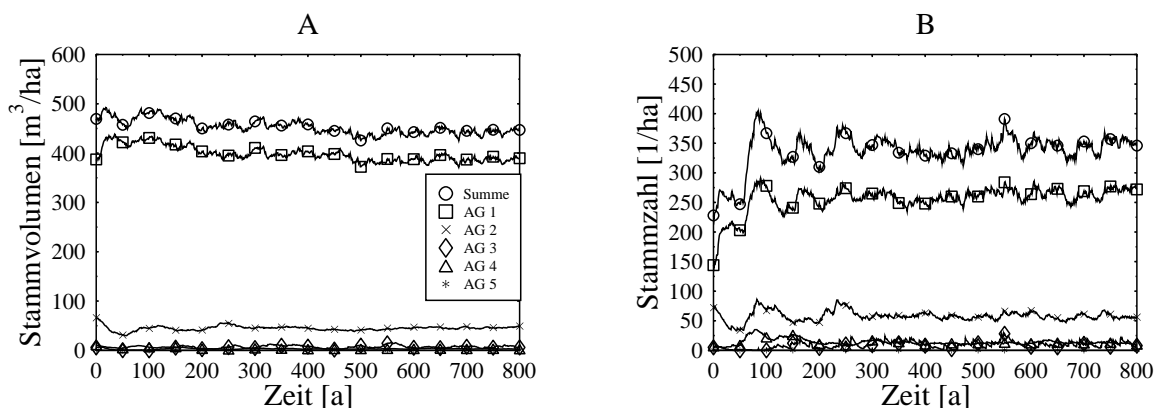 A
Stammvolumen [m³/ha]
600
500
400
300
200
100
0
Summe
AG 1
AG 2
AG 3
AG 4
AG 5
0 100 200 300 400 500 600 700 800
Zeit [a]
B
Stammzahl [1/ha]
500
450
400
350
300
250
200
150
100
50
0
0 100 200 300 400 500 600 700 800
Zeit [a]